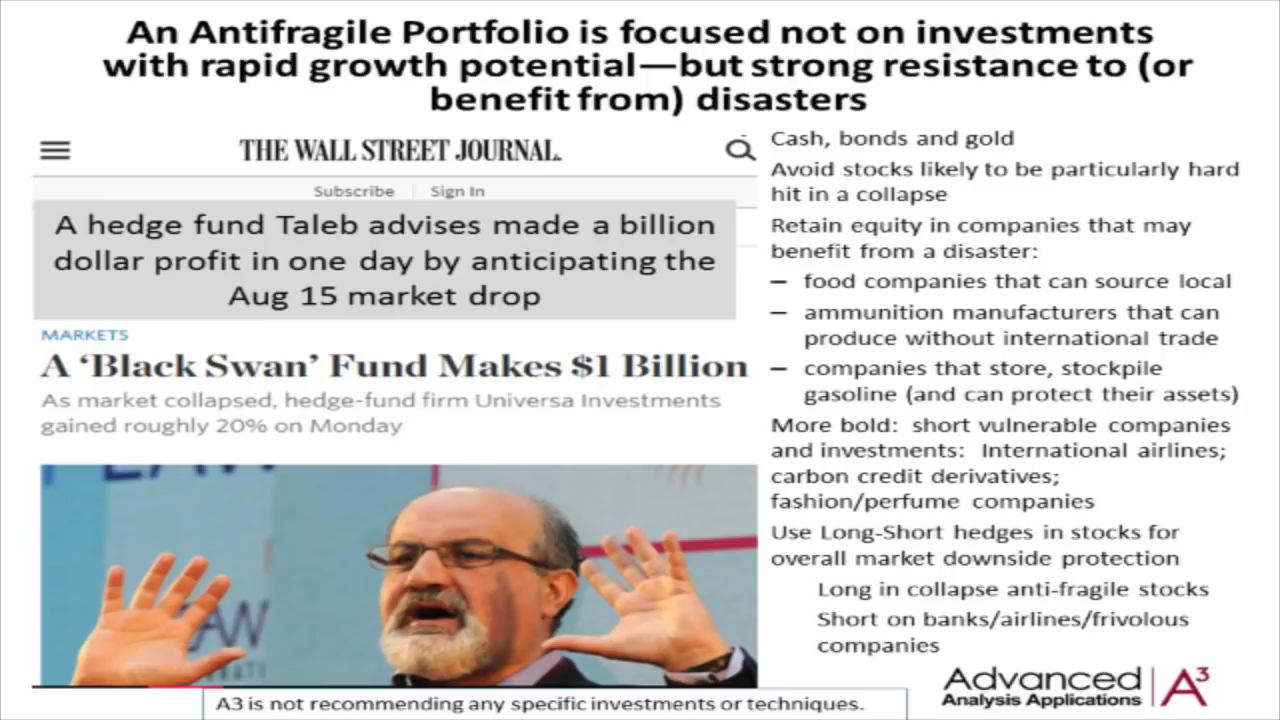 An Antifragile Portfolio is focused not on investments
with rapid growth potential—but strong resistance to (or
benefit from) disasters
THE WALL STREET JOURNAL.
Subscribe
Sign In
A hedge fund Taleb advises made a billion
dollar profit in one day by anticipating the
Aug 15 market drop
MARKETS
A ‘Black Swan’ Fund Makes $1 Billion
As market collapsed, hedge-fund firm Universa Investments
gained roughly 20% on Monday
Cash, bonds and gold
Avoid stocks likely to be particularly hard
hit in a collapse
Retain equity in companies that may
benefit from a disaster:
– food companies that can source local
– ammunition manufacturers that can
produce without international trade
– companies that store, stockpile
gasoline (and can protect their assets)
More bold: short vulnerable companies
and investments: International airlines;
carbon credit derivatives;
fashion/perfume companies
Use Long-Short hedges in stocks for
overall market downside protection
Long in collapse anti-fragile stocks
Short on banks/airlines/frivolous
companies
A3 is not recommending any specific investments or techniques.
Advanced
Analysis Applications
A3